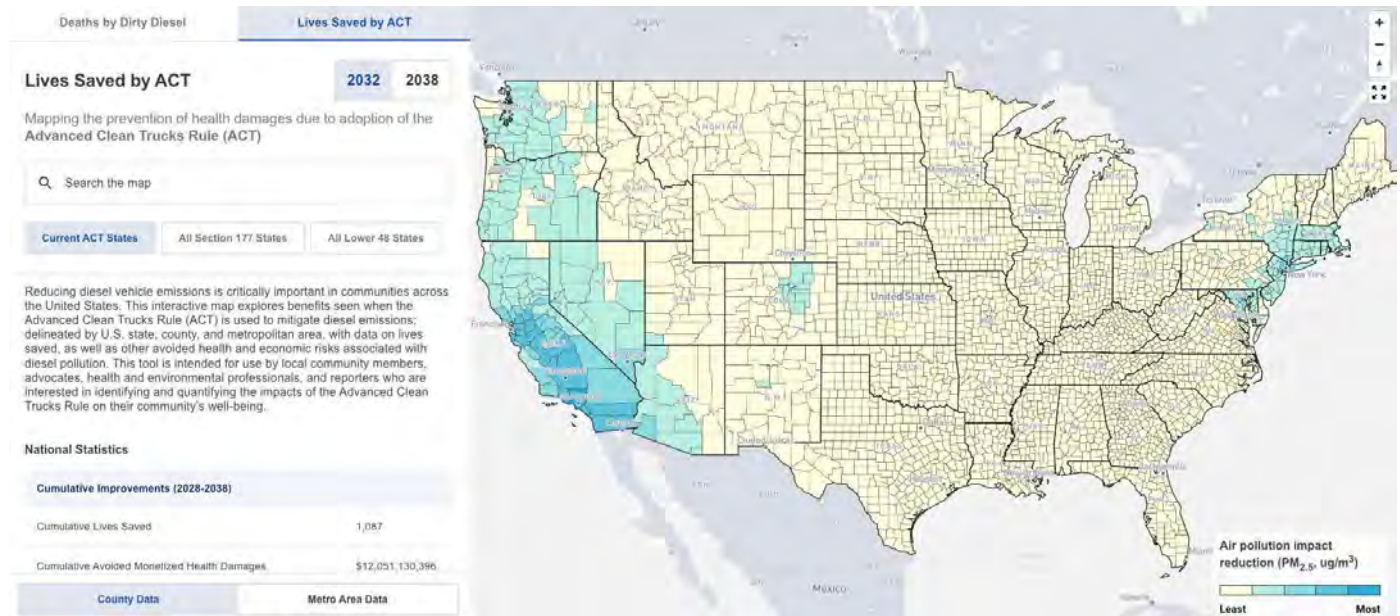 Deaths by Dirty Diesel
Lives Saved by ACT
Lives Saved by ACT
2032
2038
Mapping the prevention of health damages due to adoption of the
Advanced Clean Trucks Rule (ACT)
Search the map
Current ACT States
All Section 177 States
All Lower 48 States
Reducing diesel vehicle emissions is critically important in communities across
the United States. This interactive map explores benefits seen when the
Advanced Clean Trucks Rule (ACT) is used to mitigate diesel emissions;
delineated by U.S. state, county, and metropolitan area, with data on lives
saved, as well as other avoided health and economic risks associated with
diesel pollution. This tool is intended for use by local community members,
advocates, health and environmental professionals, and reporters who are
interested in identifying and quantifying the impacts of the Advanced Clean
Trucks Rule on their community's well-being.
National Statistics
Cumulative Improvements (2028-2038)
Cumulative Lives Saved
1,087
Cumulative Avoided Monetized Health Damages
$12,051,130,396
County Data
Metro Area Data
MONTANA
Cheyenne
United States
New York
MAINE
Miami
México
Air pollution impact
reduction (PM2.5, ug/m³)
Least
Most